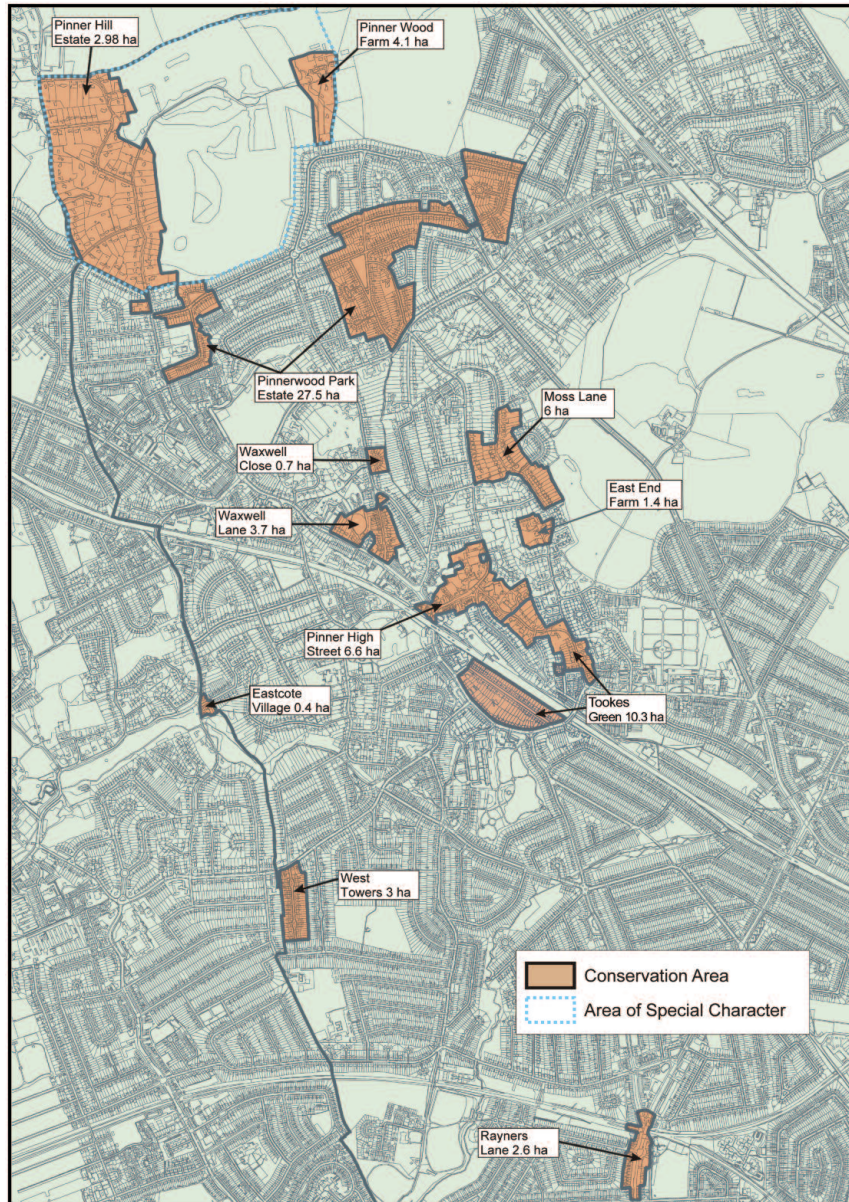 Pinner Hill
Estate 2.98 ha
Pinner Wood
Farm 4.1 ha
Pinnerwood Park
Estate 27.5 ha
Moss Lane
6 ha
Waxwell
Close 0.7 ha
East End
Farm 1.4 ha
Waxwell
Lane 3.7 ha
Pinner High
Street 6.6 ha
Eastcote
Village 0.4 ha
Tookes
Green 10.3 ha
West
Towers 3 ha
Conservation Area
Area of Special Character
Rayners
Lane 2.6 ha